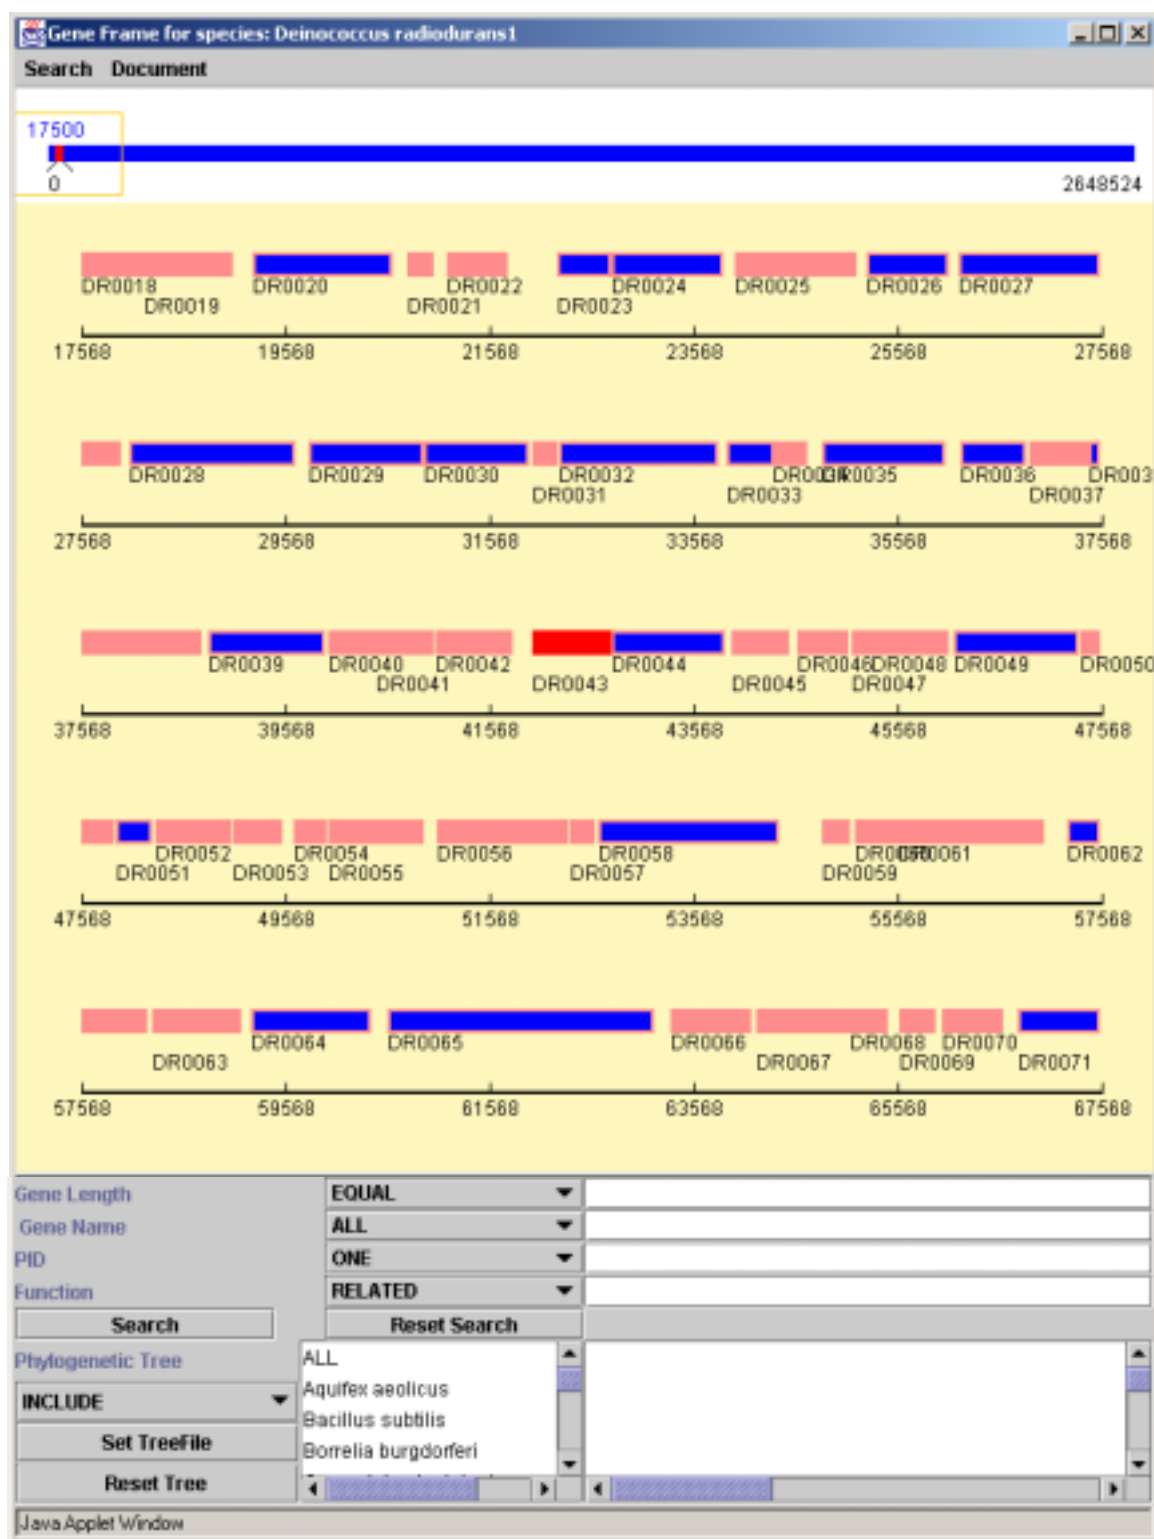 Gene Frame for species: Deinococcus radiodurans1
Search Document
17500
0 2648524
DR0018 DR0020 DR0022 DR0024 DR0025 DR0026 DR0027
DR0019 DR0021 DR0023
17568 19568 21568 23568 25568 27568
DR0028 DR0029 DR0030 DR0032 DR0034 DR0035 DR0036 DR003
DR0031 DR0033 DR0037
27568 29568 31568 33568 35568 37568
DR0039 DR0040 DR0042 DR0044 DR0046 DR0048 DR0049 DR0050
DR0041 DR0043 DR0045 DR0047
37568 39568 41568 43568 45568 47568
DR0052 DR0054 DR0056 DR0058 DR0060 DR0061 DR0062
DR0051 DR0053 DR0055 DR0057 DR0059
47568 49568 51568 53568 55568 57568
DR0064 DR0065 DR0066 DR0068 DR0070
DR0063 DR0067 DR0069 DR0071
57568 59568 61568 63568 65568 67568
Gene Length EQUAL
Gene Name ALL
PID ONE
Function RELATED
Search Reset Search
Phylogenetic Tree ALL
INCLUDE Aquifex aeolicus
Bacillus subtilis
Set TreeFile Borrelia burgdorferi
Reset Tree
Java Applet Window